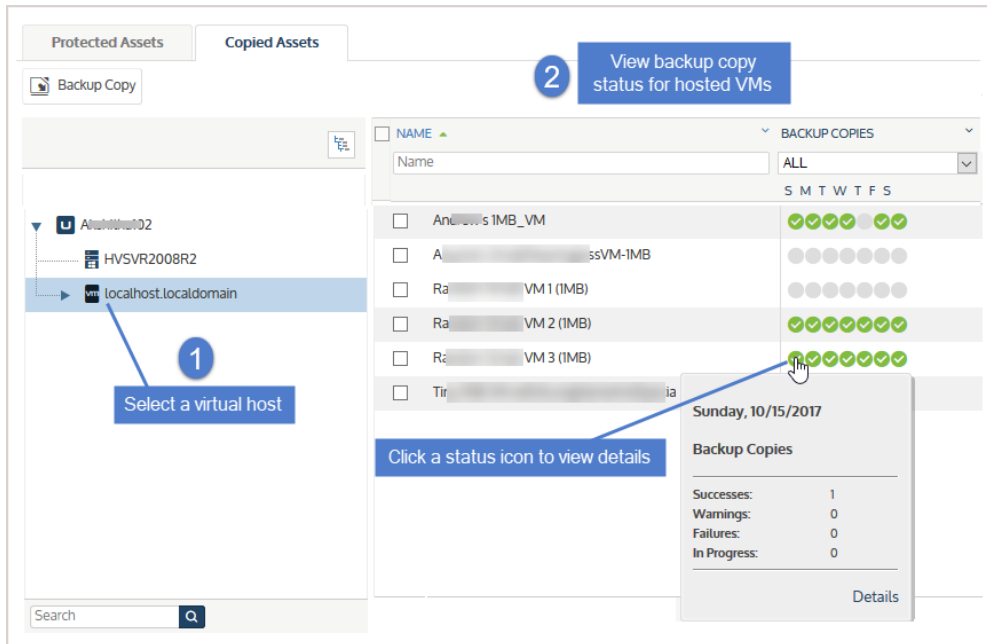 Protected Assets
Copied Assets
Backup Copy
2
View backup copy
status for hosted VMs
NAME
BACKUP COPIES
Name
ALL
S M T W T F S
U
HVSVR2008R2
vm
localhost.localdomain
1
Select a virtual host
1MB_VM
ssVM-1MB
VM 1 (1MB)
VM 2 (1MB)
VM 3 (1MB)
Click a status icon to view details
Sunday, 10/15/2017
Backup Copies
Successes: 1
Warnings: 0
Failures: 0
In Progress: 0
Details
Search